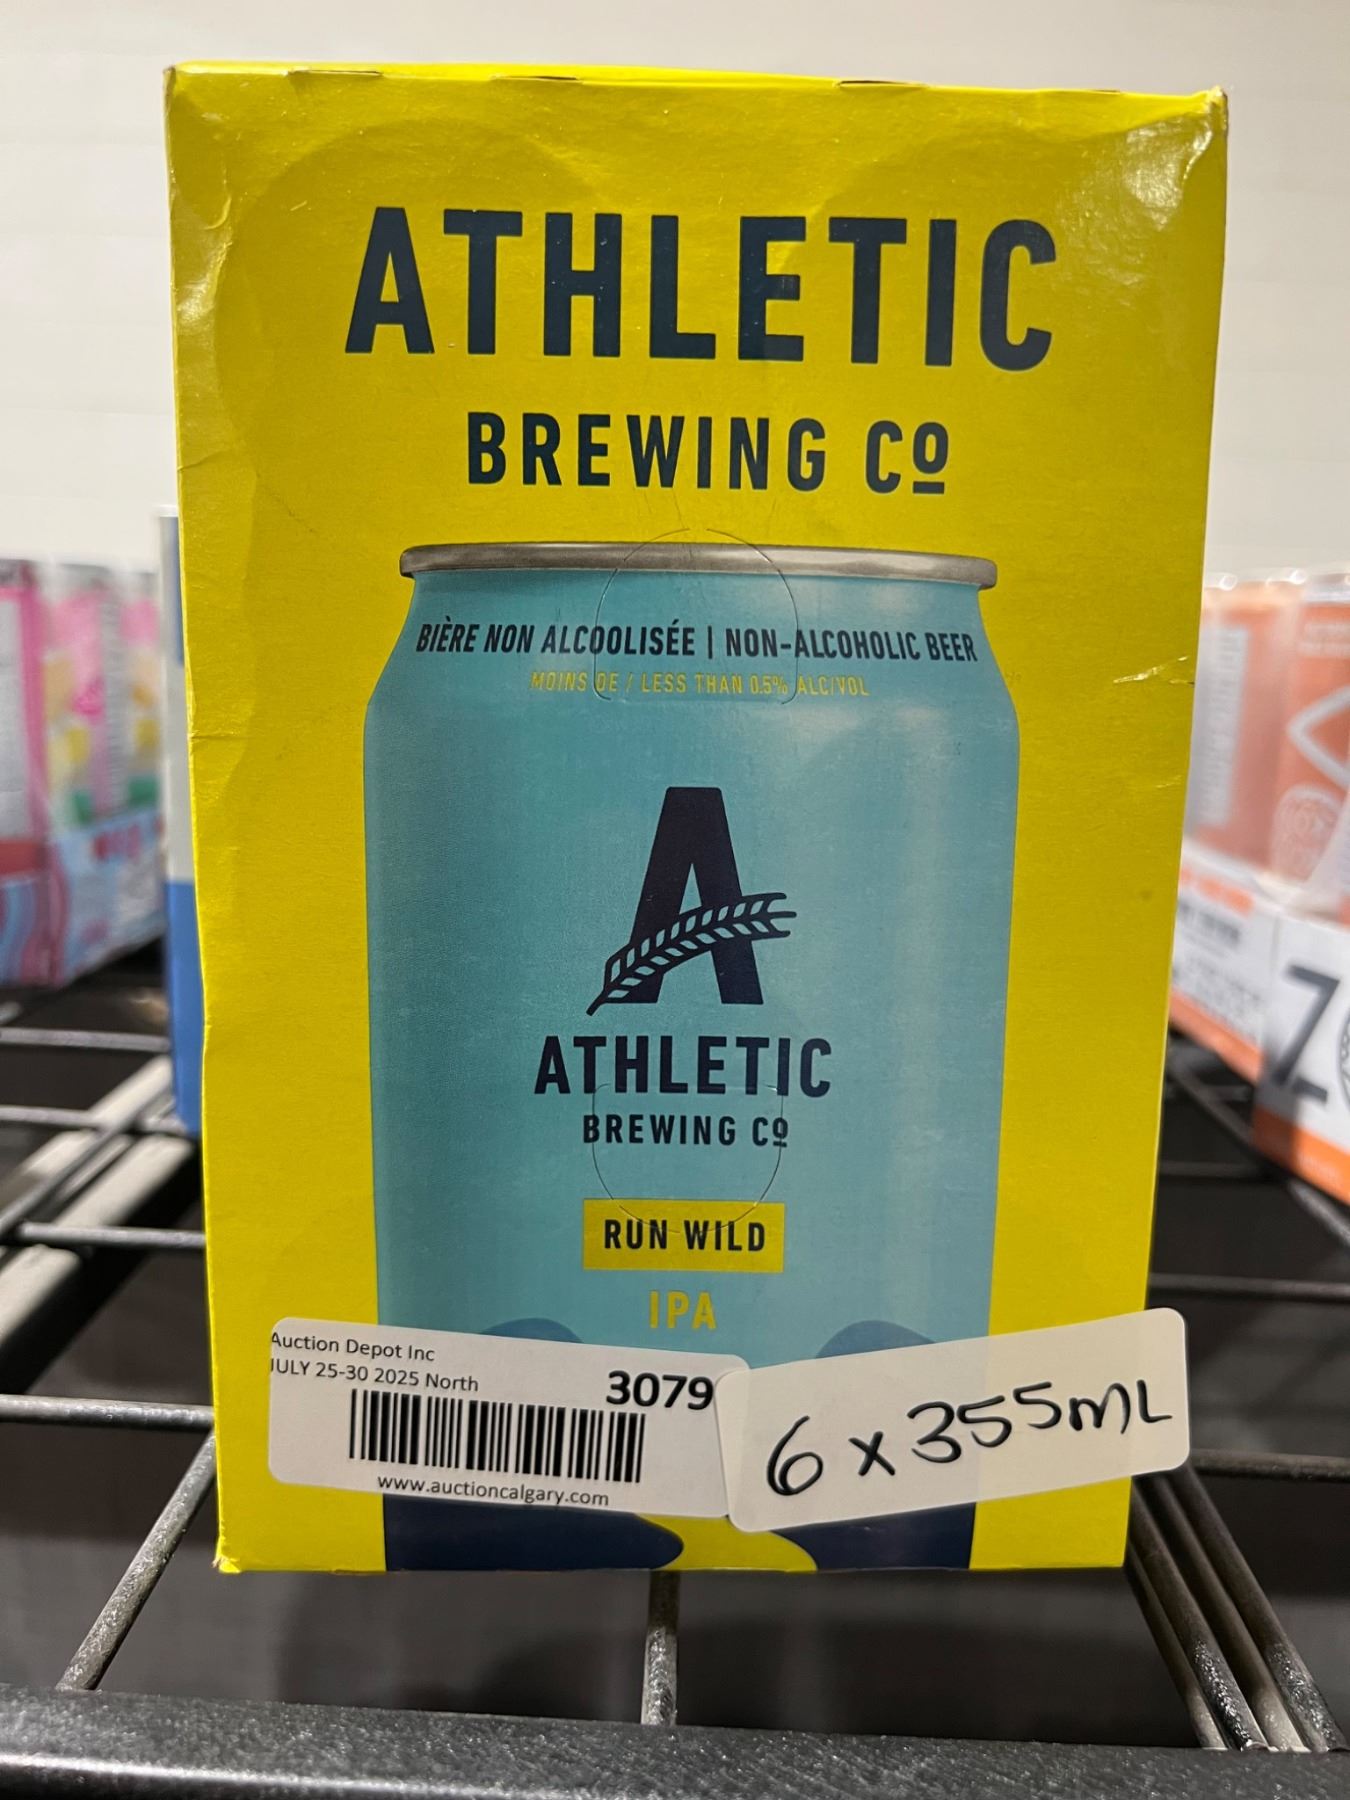 ATHLETIC
BREWING Cº
BIÈRE NON ALCOOLISÉE | NON-ALCOHOLIC BEER
MOINS DE / LESS THAN 0.5% ALC/VOL
A
ATHLETIC
BREWING Cº
RUN WILD
IPA
Auction Depot Inc
JULY 25-30 2025 North
3079
www.auctioncalgary.com
6 x 355mL